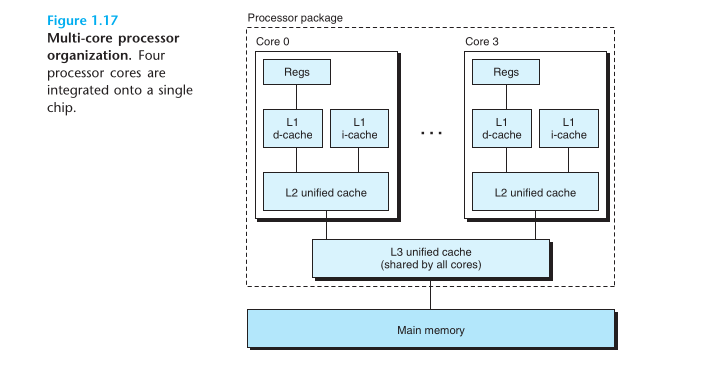 Figure 1.17
Multi-core processor
organization. Four
processor cores are
integrated onto a single
chip.
Processor package
Core 0
Core 3
Regs
Regs
L1
d-cache
L1
i-cache
. . .
L1
d-cache
L1
i-cache
L2 unified cache
L2 unified cache
L3 unified cache
(shared by all cores)
Main memory